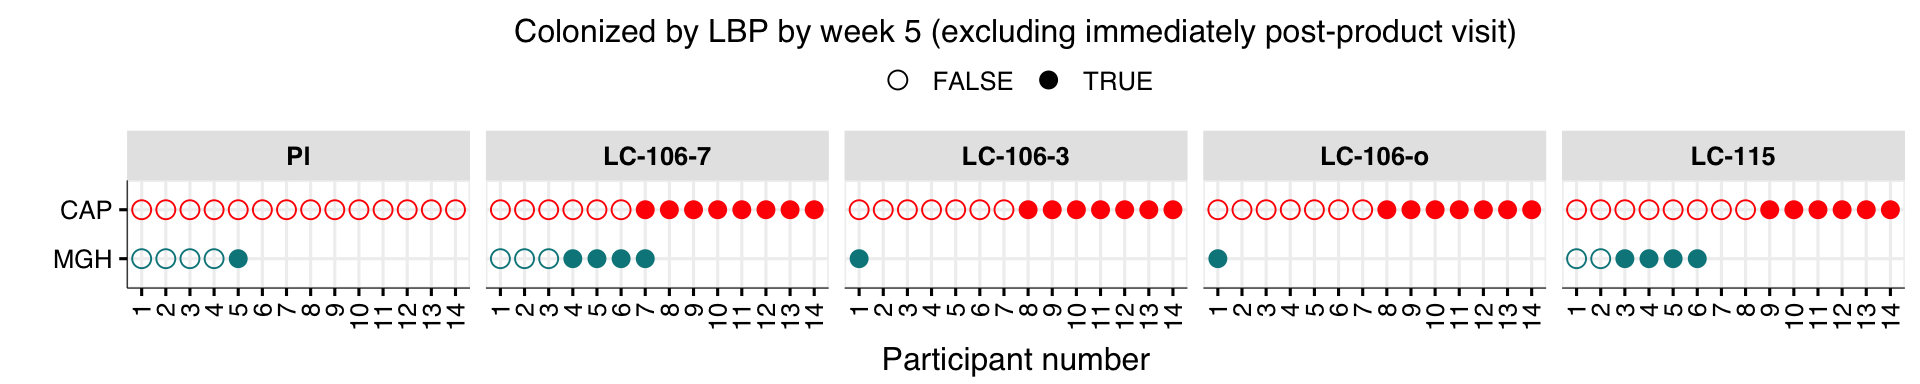 Colonized by LBP by week 5 (excluding immediately post-product visit)
FALSE TRUE
PI LC-106-7 LC-106-3 LC-106-o LC-115
CAP
MGH
1 2 3 4 5 6 7 8 9 10 11 12 13 14 1 2 3 4 5 6 7 8 9 10 11 12 13 14 1 2 3 4 5 6 7 8 9 10 11 12 13 14 1 2 3 4 5 6 7 8 9 10 11 12 13 14 1 2 3 4 5 6 7 8 9 10 11 12 13 14
Participant number